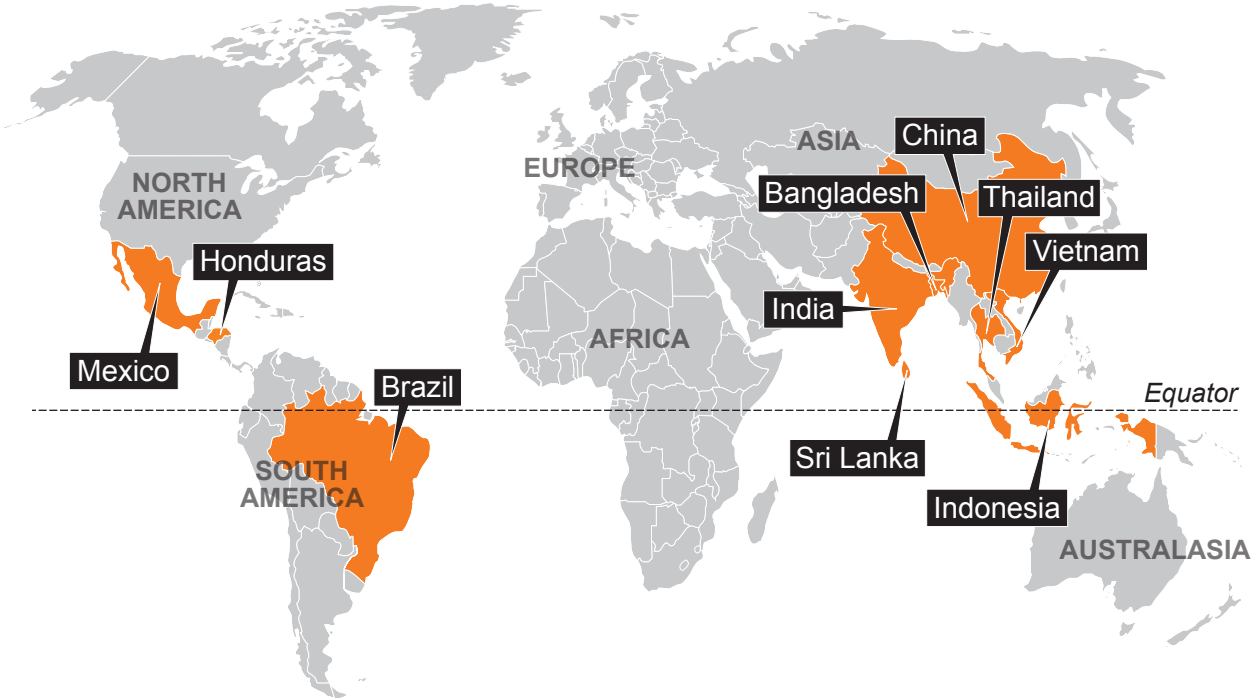 China
ASIA
EUROPE
NORTH
AMERICA
Bangladesh
Thailand
Vietnam
Honduras
India
AFRICA
Mexico
Brazil
Equator
Sri Lanka
SOUTH
AMERICA
Indonesia
AUSTRALASIA